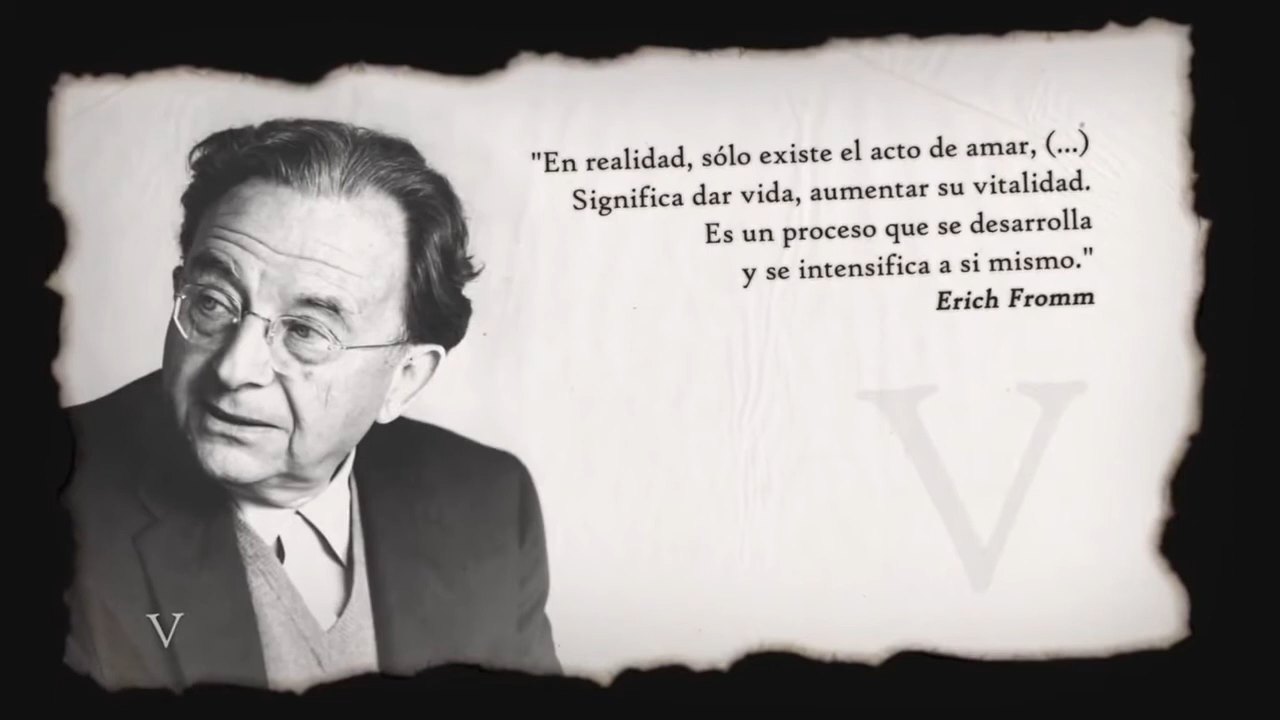 "En realidad, sólo existe el acto de amar, (...)
Significa dar vida, aumentar su vitalidad.
Es un proceso que se desarrolla
y se intensifica a si mismo."
Erich Fromm
V
V